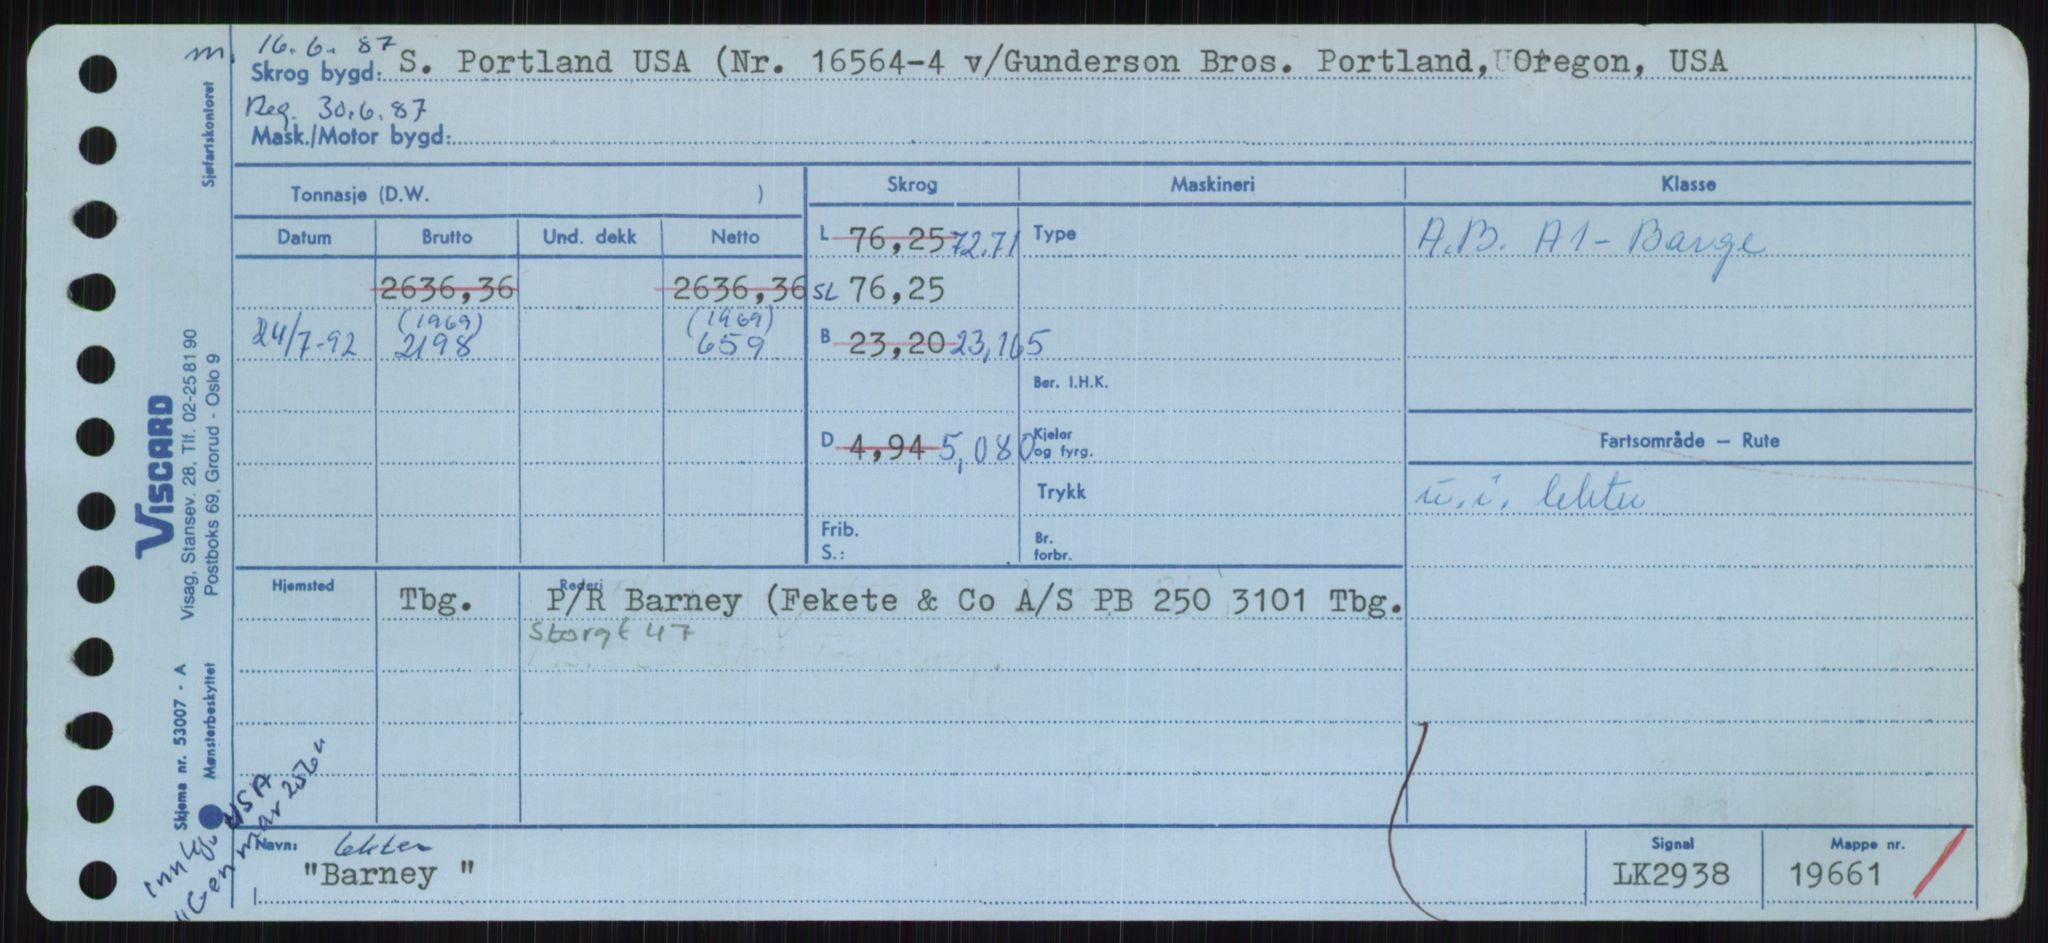 m. 16.6.87
Skrog bygd: S. Portland USA (Nr. 16564-4 v/Gunderson Bros. Portland, Oregon, USA
Reg. 30.6.87
Mask./Motor bygd:
Tonnasje (D.W. )
Skrog Maskineri Klasse
Datum Brutto Und. dekk Netto
L 76,25 72,71 Type A.B. A1 - Barge
2636,36 2636,36 SL 76,25
(1969) (1969)
24/7-92 2198 659 B 23,20 23,165
Ber. I.H.K.
D 4,94 5,080 Kjeler og fyrg.
Fartsområde — Rute
Trykk u.i. lekter
Frib.
S.:
Br. forbr.
Hjemsted Tbg. Rederi P/R Barney (Fekete & Co A/S PB 250 3101 Tbg.
Storgt 47
Navn: lekter
"Barney "
Signal LK2938
Mappe nr. 19661
Sjøfartskontoret
VISCARD
Visag, Stansev. 28, Tlf. 02-25 81 90
Postboks 69, Grorud - Oslo 9
Skjema nr. 53007 - A
Mønsterbeskyttet
USA
"Genmar 256"